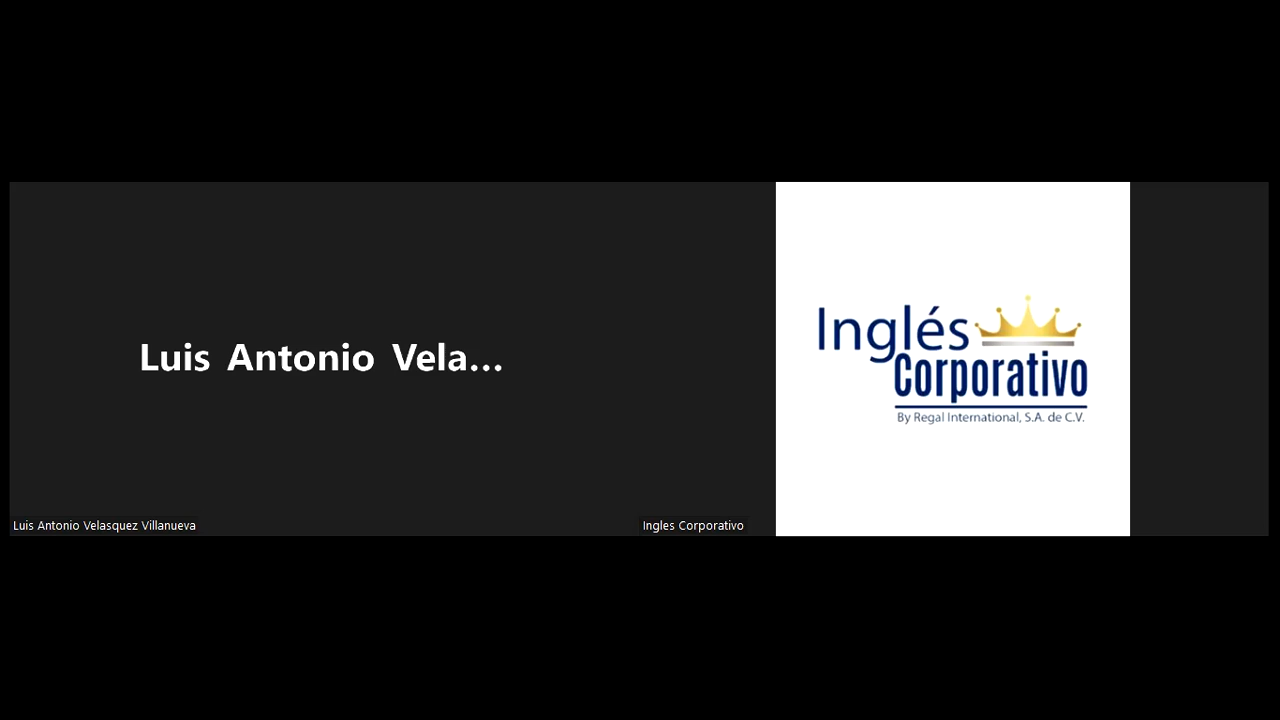 Luis Antonio Vela...
Inglés
Corporativo
By Regal International, S.A. de C.V.
Luis Antonio Velasquez Villanueva
Ingles Corporativo